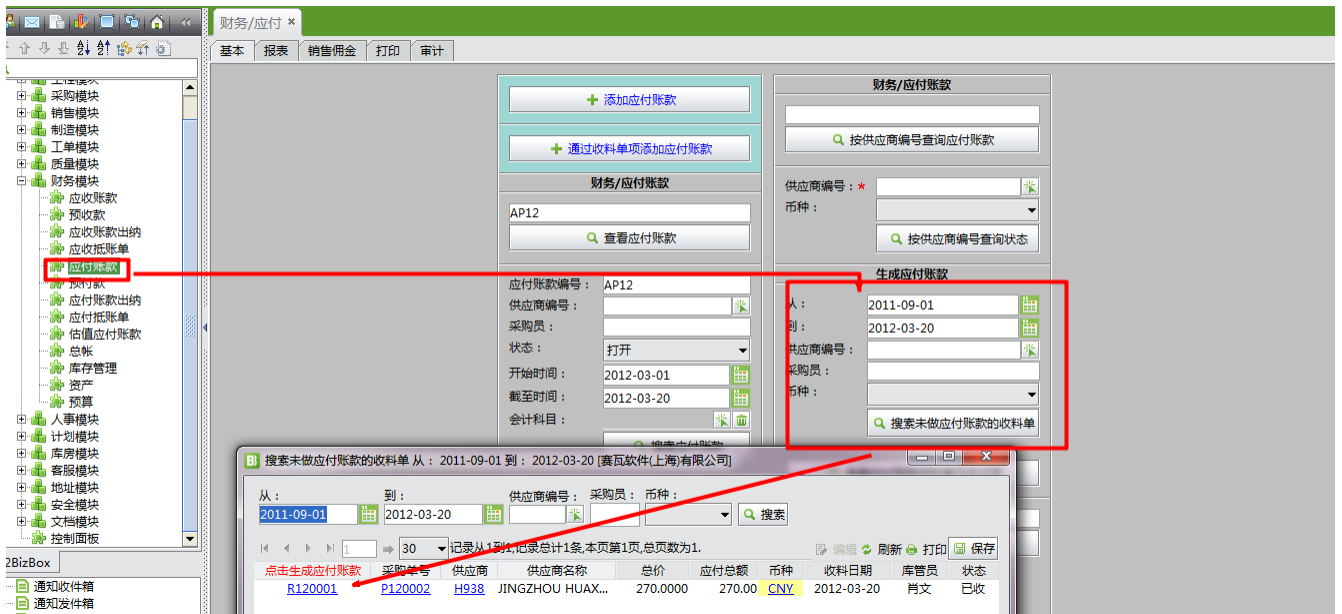 财务/应付
基本 报表 销售佣金 打印 审计
工程模块
采购模块
销售模块
制造模块
工单模块
质量模块
财务模块
应收账款
预收款
应收账款出纳
应收抵账单
应付账款
预付款
应付账款出纳
应付抵账单
估值应付账款
总帐
库存管理
资产
预算
人事模块
计划模块
库房模块
客服模块
地址模块
安全模块
文档模块
控制面板
2BizBox
通知收件箱
通知发件箱
添加应付账款
通过收料单项添加应付账款
财务/应付账款
AP12
查看应付账款
应付账款编号： AP12
供应商编号：
采购员：
状态： 打开
开始时间： 2012-03-01
截至时间： 2012-03-20
会计科目：
搜索应付账款
财务/应付账款
按供应商编号查询应付账款
供应商编号：*
币种：
按供应商编号查询状态
生成应付账款
从： 2011-09-01
到： 2012-03-20
供应商编号：
采购员：
币种：
搜索未做应付账款的收料单
搜索未做应付账款的收料单 从： 2011-09-01 到： 2012-03-20 [赛瓦软件(上海)有限公司]
从： 到： 供应商编号： 采购员： 币种：
2011-09-01 2012-03-20 搜索
1 30 记录从1到1,记录总计1条,本页第1页,总页数为1. 编辑 刷新 打印 保存
点击生成应付账款 采购单号 供应商 供应商名称 总价 应付总额 币种 收料日期 库管员 状态
R120001 P120002 H938 JINGZHOU HUAX... 270.0000 270.00 CNY 2012-03-20 肖文 已收